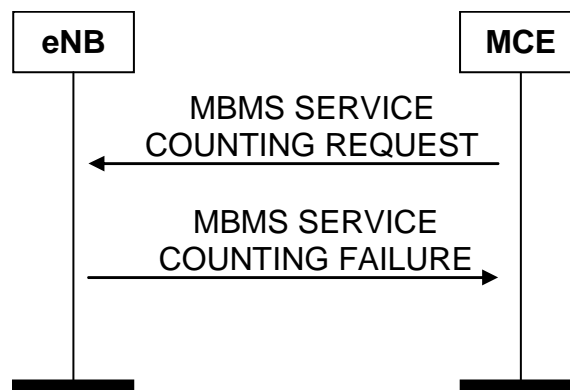 eNB
MCE
MBMS SERVICE
COUNTING REQUEST
MBMS SERVICE
COUNTING FAILURE